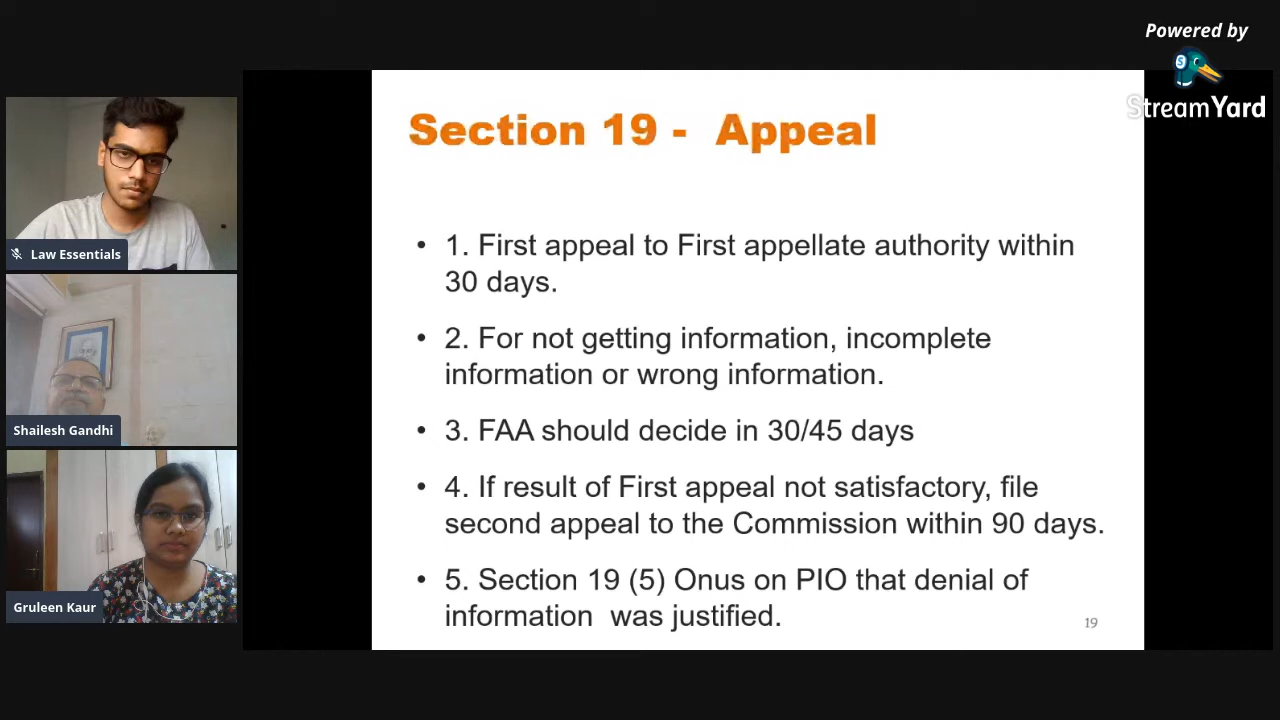 Powered by
StreamYard
Section 19 - Appeal
• 1. First appeal to First appellate authority within
30 days.
• 2. For not getting information, incomplete
information or wrong information.
• 3. FAA should decide in 30/45 days
• 4. If result of First appeal not satisfactory, file
second appeal to the Commission within 90 days.
• 5. Section 19 (5) Onus on PIO that denial of
information was justified.
19
Law Essentials
Shailesh Gandhi
Gruleen Kaur